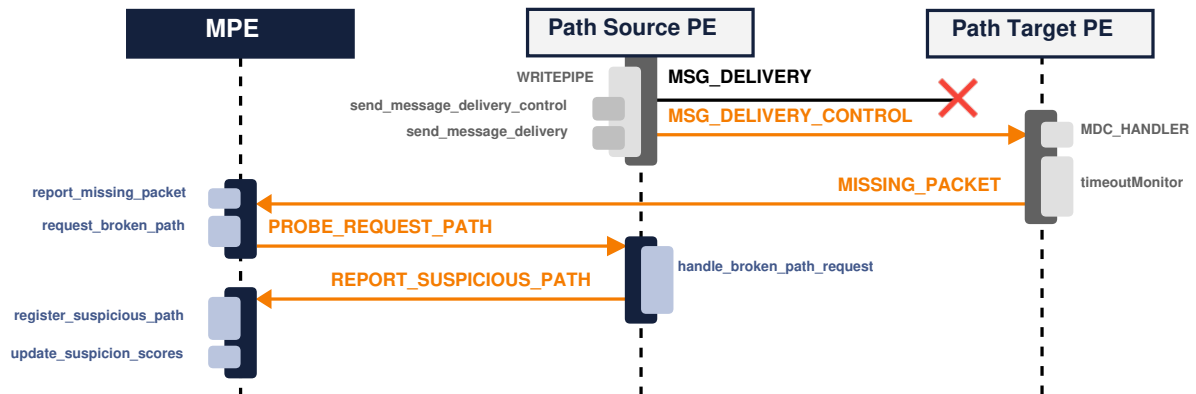 MPE
Path Source PE
Path Target PE
WRITEPIPE
MSG_DELIVERY
send_message_delivery_control
MSG_DELIVERY_CONTROL
send_message_delivery
MDC_HANDLER
MISSING_PACKET
timeoutMonitor
report_missing_packet
request_broken_path
PROBE_REQUEST_PATH
handle_broken_path_request
REPORT_SUSPICIOUS_PATH
register_suspicious_path
update_suspicion_scores